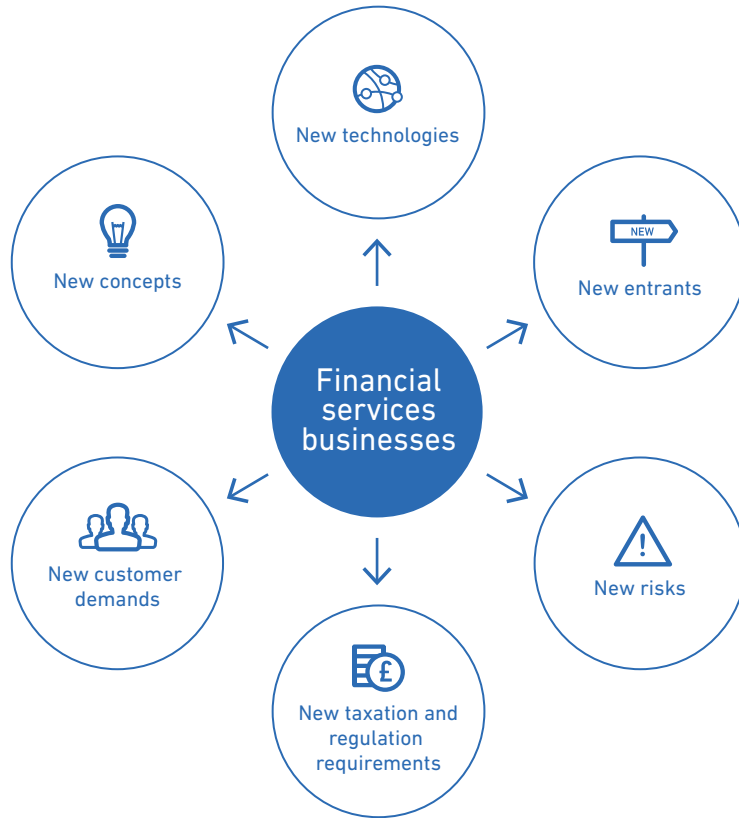 New technologies
New concepts
NEW
New entrants
Financial
services
businesses
New customer
demands
!
New risks
£
New taxation and
regulation
requirements